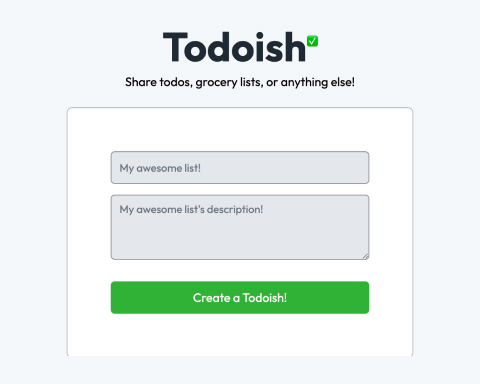 Todoish✅
Share todos, grocery lists, or anything else!
My awesome list!
My awesome list's description!
Create a Todoish!